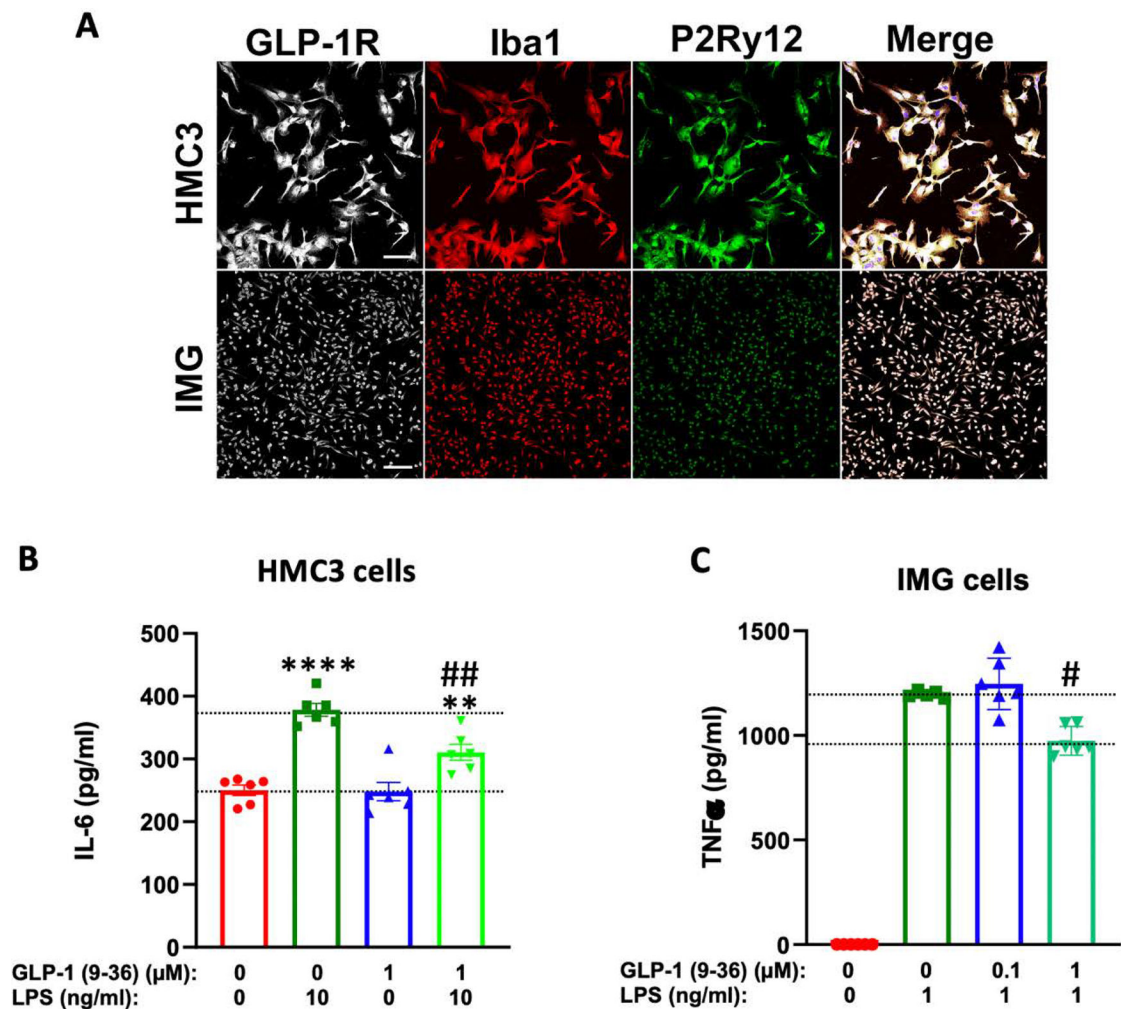 A
GLP-1R Iba1 P2Ry12 Merge
HMC3
IMG
B
HMC3 cells
500
400
300
200
100
0
IL-6 (pg/ml)
****
##
**
GLP-1 (9-36) (µM): 0 0 1 1
LPS (ng/ml): 0 10 0 10
C
IMG cells
1500
1000
500
0
TNFα (pg/ml)
#
GLP-1 (9-36) (µM): 0 0 0.1 1
LPS (ng/ml): 0 1 1 1